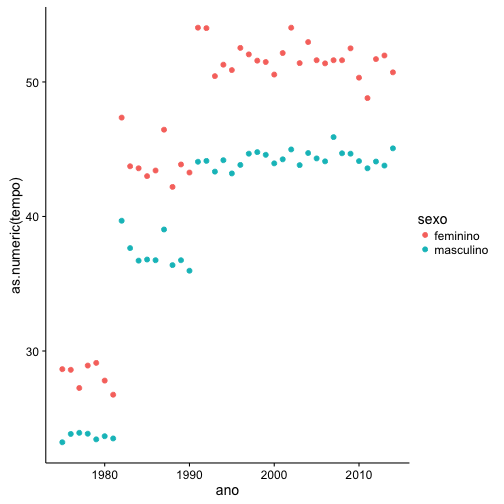 as.numeric(tempo)
50
40
30
1980
1990
2000
2010
ano
sexo
feminino
masculino